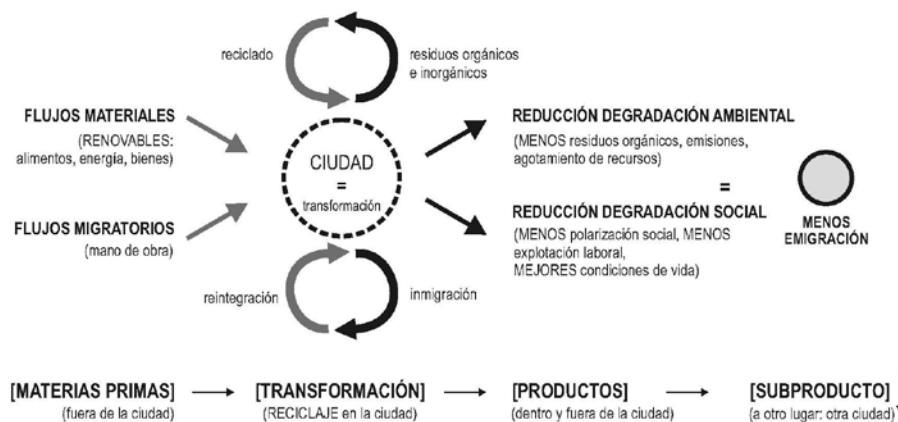 reciclado
residuos orgánicos
e inorgánicos
FLUJOS MATERIALES
(RENOVABLES:
alimentos, energía, bienes)
FLUJOS MIGRATORIOS
(mano de obra)
CIUDAD
=
transformación
REDUCCIÓN DEGRADACIÓN AMBIENTAL
(MENOS residuos orgánicos, emisiones,
agotamiento de recursos)
=
REDUCCIÓN DEGRADACIÓN SOCIAL
(MENOS polarización social, MENOS
explotación laboral,
MEJORES condiciones de vida)
MENOS
EMIGRACIÓN
reintegración
inmigración
[MATERIAS PRIMAS]
(fuera de la ciudad)
[TRANSFORMACIÓN]
(RECICLAJE en la ciudad)
[PRODUCTOS]
(dentro y fuera de la ciudad)
[SUBPRODUCTO]
(a otro lugar: otra ciudad)